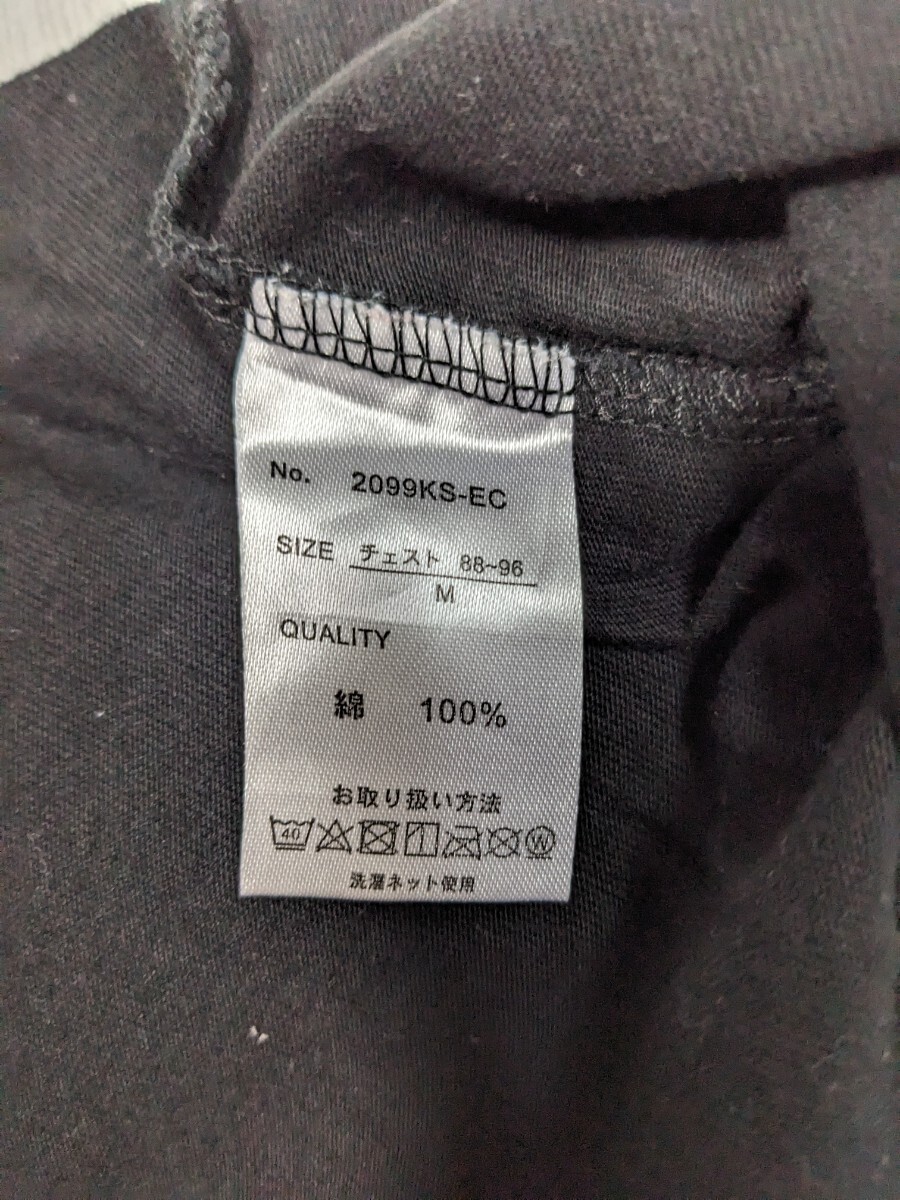 No. 2099KS-EC
SIZE チェスト 88~96
M
QUALITY
綿 100%
お取り扱い方法
40 W
洗濯ネット使用